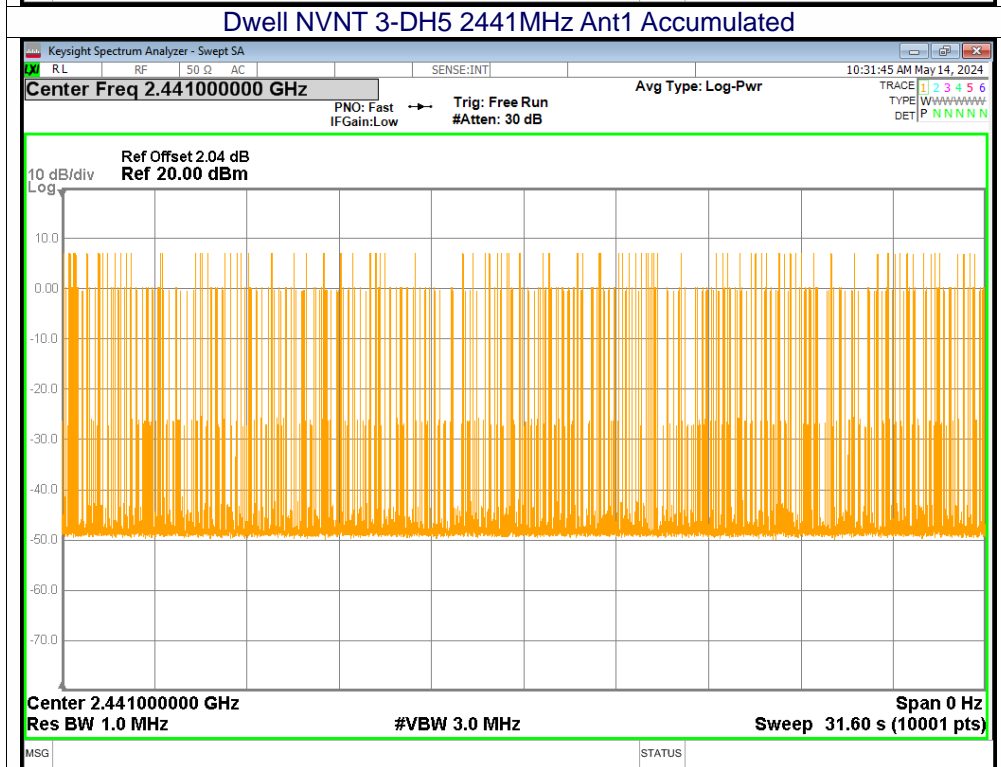 Dwell NVNT 3-DH5 2441MHz Ant1 Accumulated
Keysight Spectrum Analyzer - Swept SA
LXI RL RF 50 Ω AC SENSE:INT 10:31:45 AM May 14, 2024
Center Freq 2.441000000 GHz Avg Type: Log-Pwr TRACE 1 2 3 4 5 6
PNO: Fast Trig: Free Run TYPE WWWWWWW
IFGain:Low #Atten: 30 dB DET P N N N N N
Ref Offset 2.04 dB
10 dB/div Ref 20.00 dBm
Log
10.0
0.00
-10.0
-20.0
-30.0
-40.0
-50.0
-60.0
-70.0
Center 2.441000000 GHz Span 0 Hz
Res BW 1.0 MHz #VBW 3.0 MHz Sweep 31.60 s (10001 pts)
MSG STATUS